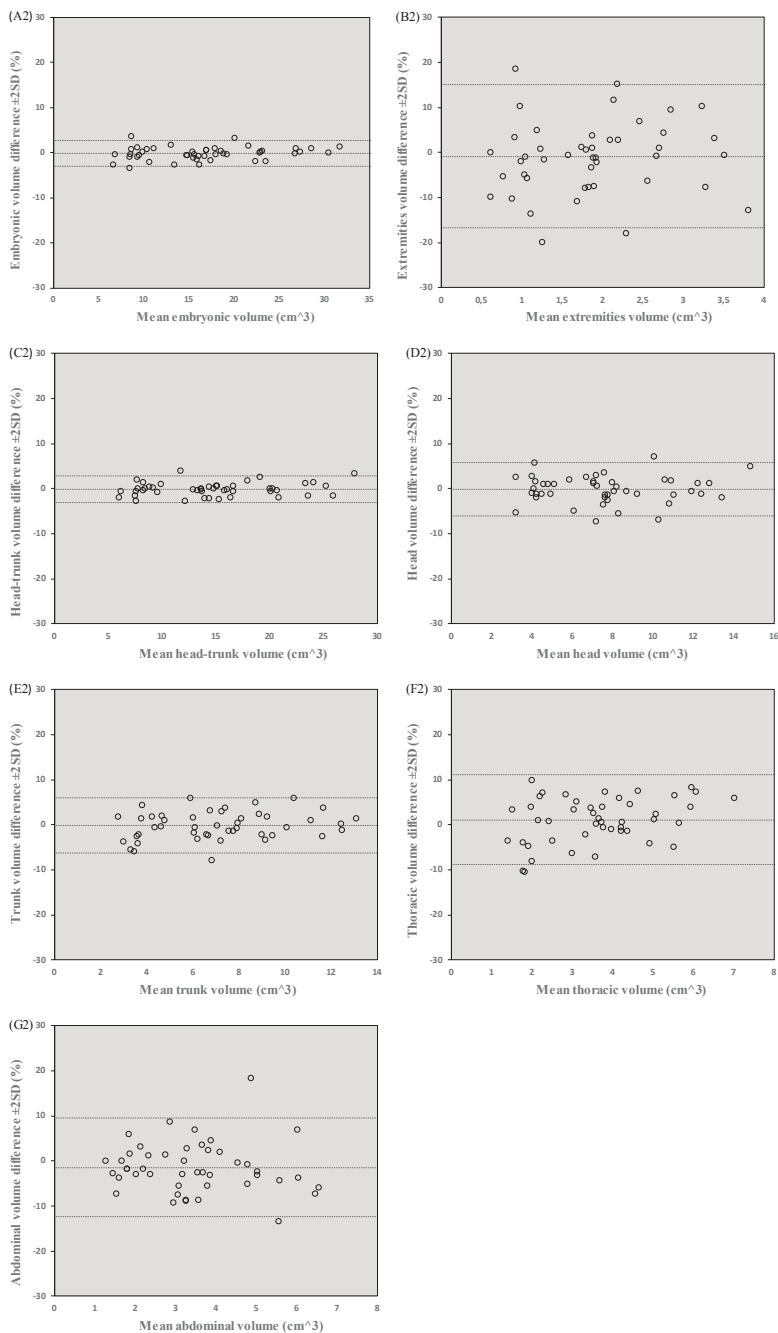 (A2)
Embryonic volume difference ±2SD (%)
30
20
10
0
-10
-20
-30
0 5 10 15 20 25 30 35
Mean embryonic volume (cm^3)
(B2)
Extremities volume difference ±2SD (%)
30
20
10
0
-10
-20
-30
0 0,5 1 1,5 2 2,5 3 3,5 4
Mean extremities volume (cm^3)
(C2)
Head-trunk volume difference ±2SD (%)
30
20
10
0
-10
-20
-30
0 5 10 15 20 25 30
Mean head-trunk volume (cm^3)
(D2)
Head volume difference ±2SD (%)
30
20
10
0
-10
-20
-30
0 2 4 6 8 10 12 14 16
Mean head volume (cm^3)
(E2)
Trunk volume difference ±2SD (%)
30
20
10
0
-10
-20
-30
0 2 4 6 8 10 12 14
Mean trunk volume (cm^3)
(F2)
Thoracic volume difference ±2SD (%)
30
20
10
0
-10
-20
-30
0 1 2 3 4 5 6 7 8
Mean thoracic volume (cm^3)
(G2)
Abdominal volume difference ±2SD (%)
30
20
10
0
-10
-20
-30
0 1 2 3 4 5 6 7 8
Mean abdominal volume (cm^3)